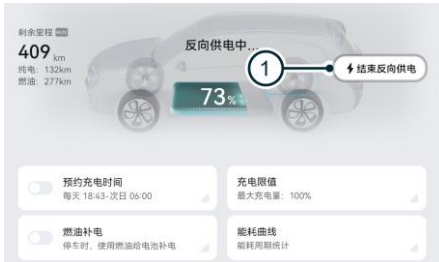 剩余里程
409 km
纯电: 132km
燃油: 277km
反向供电中...
1
结束反向供电
73%
预约充电时间
每天 18:43-次日 06:00
充电限值
最大充电量: 100%
燃油补电
停车时，使用燃油给电池补电
能耗曲线
能耗周期统计